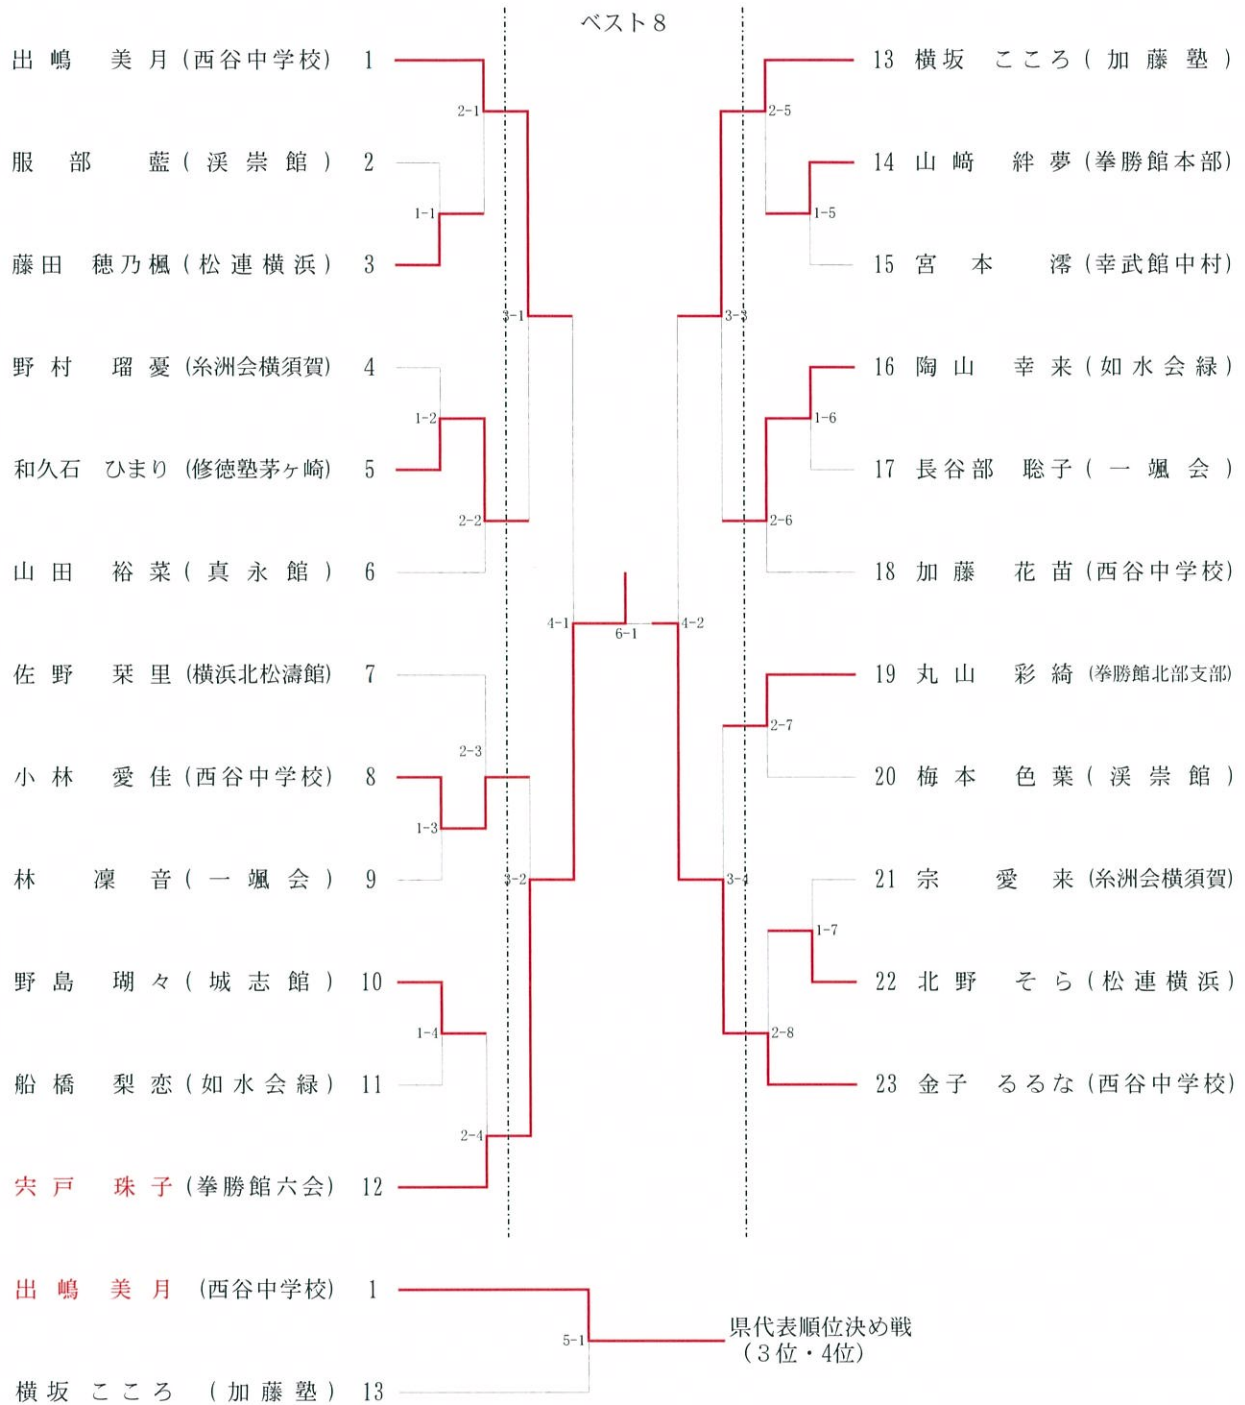 ベスト8
出嶋 美月 (西谷中学校) 1
2-1
服部 藍 (渓崇館) 2
1-1
藤田 穂乃楓 (松連横浜) 3
3-1
野村 瑠憂 (糸洲会横須賀) 4
1-2
和久石 ひまり (修徳塾茅ヶ崎) 5
2-2
山田 裕菜 (真永館) 6
4-1
6-1
佐野 栞里 (横浜北松濤館) 7
2-3
小林 愛佳 (西谷中学校) 8
1-3
林 凜音 (一颯会) 9
3-2
野島 瑚々 (城志館) 10
1-4
船橋 梨恋 (如水会緑) 11
2-4
宍戸 珠子 (拳勝館六会) 12
13 横坂 こころ (加藤塾)
2-5
14 山﨑 絆夢 (拳勝館本部)
1-5
15 宮本 澪 (幸武館中村)
3-3
16 陶山 幸来 (如水会緑)
1-6
17 長谷部 聡子 (一颯会)
2-6
18 加藤 花苗 (西谷中学校)
4-2
19 丸山 彩綺 (拳勝館北部支部)
2-7
20 梅本 色葉 (渓崇館)
21 宗 愛来 (糸洲会横須賀)
3-4
1-7
22 北野 そら (松連横浜)
2-8
23 金子 るるな (西谷中学校)
出嶋 美月 (西谷中学校) 1
5-1
県代表順位決め戦
(3位・4位)
横坂 こころ (加藤塾) 13